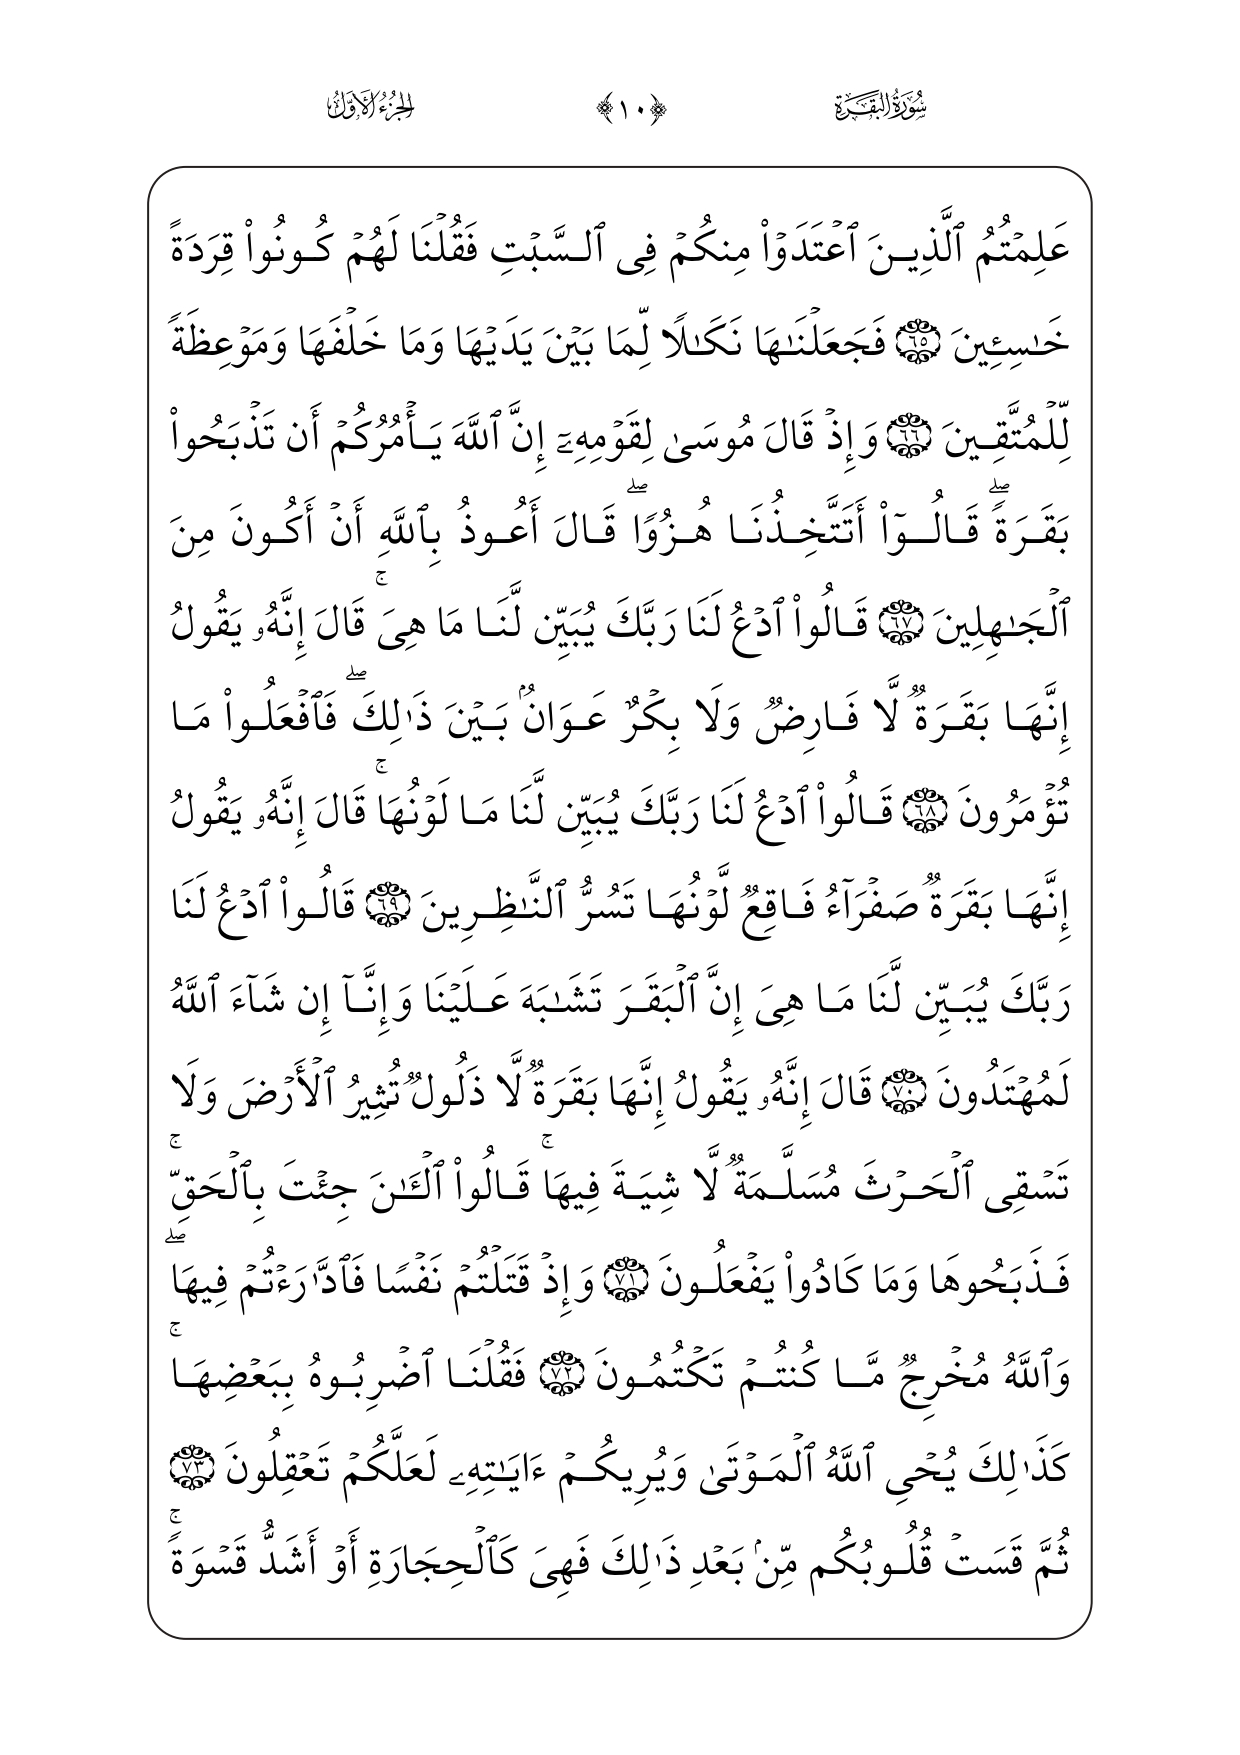 سُورَةُ البَقَرَةِ ﴿١٠﴾ الجُزْءُ الأَوَّلُ
عَلِمۡتُمُ ٱلَّذِينَ ٱعۡتَدَوۡاْ مِنكُمۡ فِي ٱلسَّبۡتِ فَقُلۡنَا لَهُمۡ كُونُواْ قِرَدَةً
خَٰسِـِٔينَ ٦٥ فَجَعَلۡنَٰهَا نَكَٰلٗا لِّمَا بَيۡنَ يَدَيۡهَا وَمَا خَلۡفَهَا وَمَوۡعِظَةٗ
لِّلۡمُتَّقِينَ ٦٦ وَإِذۡ قَالَ مُوسَىٰ لِقَوۡمِهِۦٓ إِنَّ ٱللَّهَ يَأۡمُرُكُمۡ أَن تَذۡبَحُواْ
بَقَرَةٗۖ قَالُوٓاْ أَتَتَّخِذُنَا هُزُوٗاۖ قَالَ أَعُوذُ بِٱللَّهِ أَنۡ أَكُونَ مِنَ
ٱلۡجَٰهِلِينَ ٦٧ قَالُواْ ٱدۡعُ لَنَا رَبَّكَ يُبَيِّن لَّنَا مَا هِيَۚ قَالَ إِنَّهُۥ يَقُولُ
إِنَّهَا بَقَرَةٞ لَّا فَارِضٞ وَلَا بِكۡرٌ عَوَانُۢ بَيۡنَ ذَٰلِكَۖ فَٱفۡعَلُواْ مَا
تُؤۡمَرُونَ ٦٨ قَالُواْ ٱدۡعُ لَنَا رَبَّكَ يُبَيِّن لَّنَا مَا لَوۡنُهَاۚ قَالَ إِنَّهُۥ يَقُولُ
إِنَّهَا بَقَرَةٞ صَفۡرَآءُ فَاقِعٞ لَّوۡنُهَا تَسُرُّ ٱلنَّٰظِرِينَ ٦٩ قَالُواْ ٱدۡعُ لَنَا
رَبَّكَ يُبَيِّن لَّنَا مَا هِيَ إِنَّ ٱلۡبَقَرَ تَشَٰبَهَ عَلَيۡنَا وَإِنَّآ إِن شَآءَ ٱللَّهُ
لَمُهۡتَدُونَ ٧٠ قَالَ إِنَّهُۥ يَقُولُ إِنَّهَا بَقَرَةٞ لَّا ذَلُولٞ تُثِيرُ ٱلۡأَرۡضَ وَلَا
تَسۡقِي ٱلۡحَرۡثَ مُسَلَّمَةٞ لَّا شِيَةَ فِيهَاۚ قَالُواْ ٱلۡـَٰٔنَ جِئۡتَ بِٱلۡحَقِّۚ
فَذَبَحُوهَا وَمَا كَادُواْ يَفۡعَلُونَ ٧١ وَإِذۡ قَتَلۡتُمۡ نَفۡسٗا فَٱدَّٰرَٰٔتُمۡ فِيهَاۖ
وَٱللَّهُ مُخۡرِجٞ مَّا كُنتُمۡ تَكۡتُمُونَ ٧٢ فَقُلۡنَا ٱضۡرِبُوهُ بِبَعۡضِهَاۚ
كَذَٰلِكَ يُحۡيِ ٱللَّهُ ٱلۡمَوۡتَىٰ وَيُرِيكُمۡ ءَايَٰتِهِۦ لَعَلَّكُمۡ تَعۡقِلُونَ ٧٣
ثُمَّ قَسَتۡ قُلُوبُكُم مِّنۢ بَعۡدِ ذَٰلِكَ فَهِيَ كَٱلۡحِجَارَةِ أَوۡ أَشَدُّ قَسۡوَةٗۚ